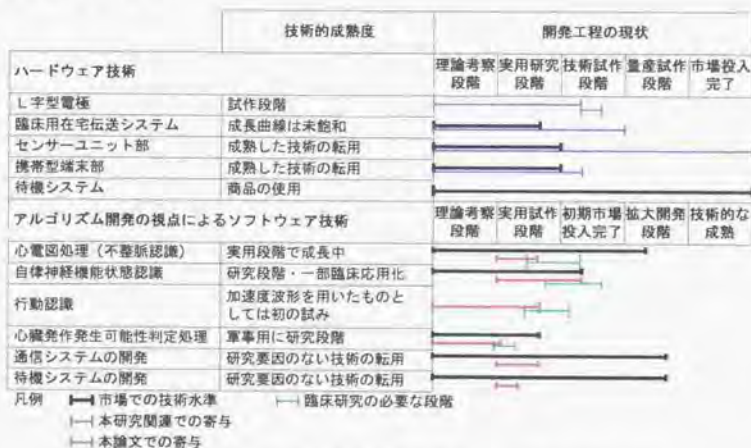 技術的成熟度 開発工程の現状
ハードウェア技術 理論考察段階 実用研究段階 技術試作段階 量産試作段階 市場投入完了
L字型電極 試作段階
臨床用在宅伝送システム 成長曲線は未飽和
センサーユニット部 成熟した技術の転用
携帯型端末部 成熟した技術の転用
待機システム 商品の使用
アルゴリズム開発の視点によるソフトウェア技術 理論考察段階 実用試作段階 初期市場投入完了 拡大開発段階 技術的な成熟
心電図処理（不整脈認識） 実用段階で成長中
自律神経機能状態認識 研究段階・一部臨床応用化
行動認識 加速度波形を用いたものと
しては初の試み
心臓発作発生可能性判定処理 軍事用に研究段階
通信システムの開発 研究要因のない技術の転用
待機システムの開発 研究要因のない技術の転用
凡例 市場での技術水準 臨床研究の必要な段階
本研究関連での寄与
本論文での寄与